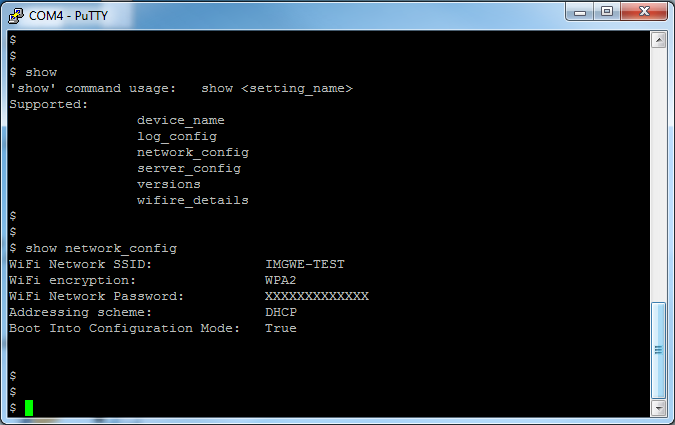 COM4 - PuTTY
$
$
$ show
'show' command usage:   show <setting_name>
Supported:
                device_name
                log_config
                network_config
                server_config
                versions
                wifire_details
$
$
$ show network_config
WiFi Network SSID:              IMGWE-TEST
WiFi encryption:                WPA2
WiFi Network Password:          XXXXXXXXXXXXX
Addressing scheme:              DHCP
Boot Into Configuration Mode:   True
$
$
$